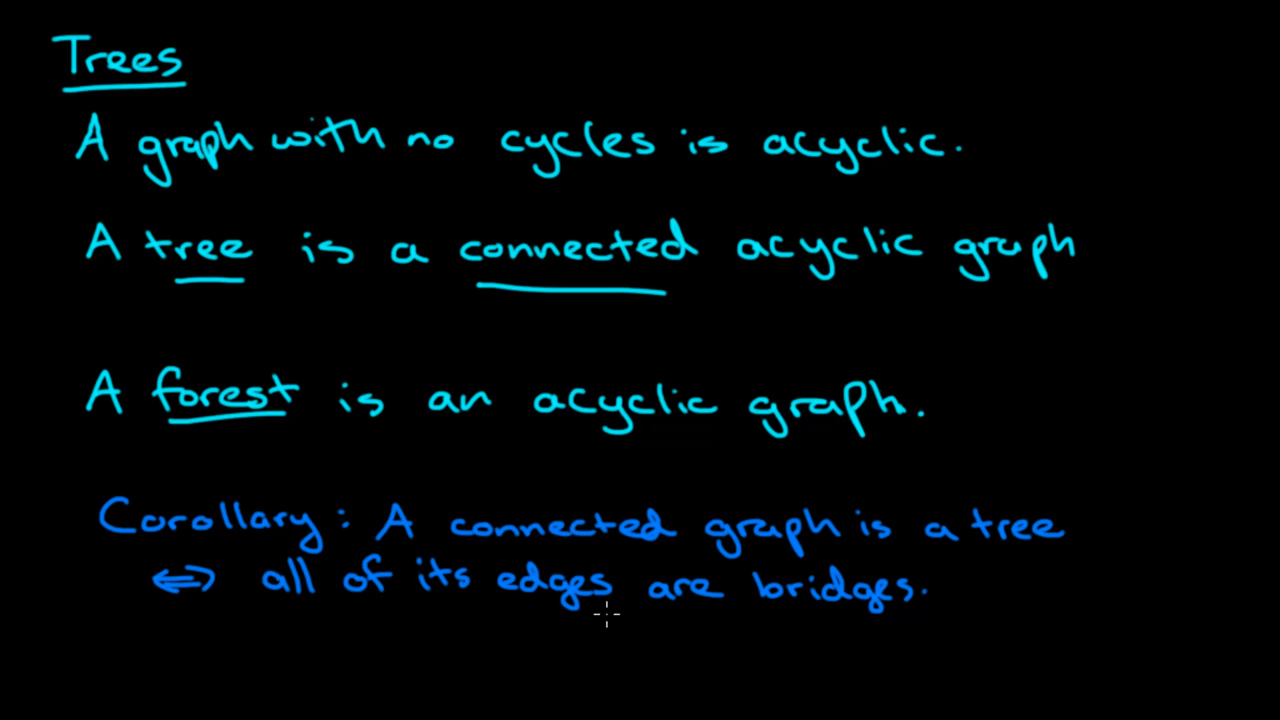 Trees
A graph with no cycles is acyclic.
A tree is a connected acyclic graph
A forest is an acyclic graph.
Corollary: A connected graph is a tree
⇔ all of its edges are bridges.